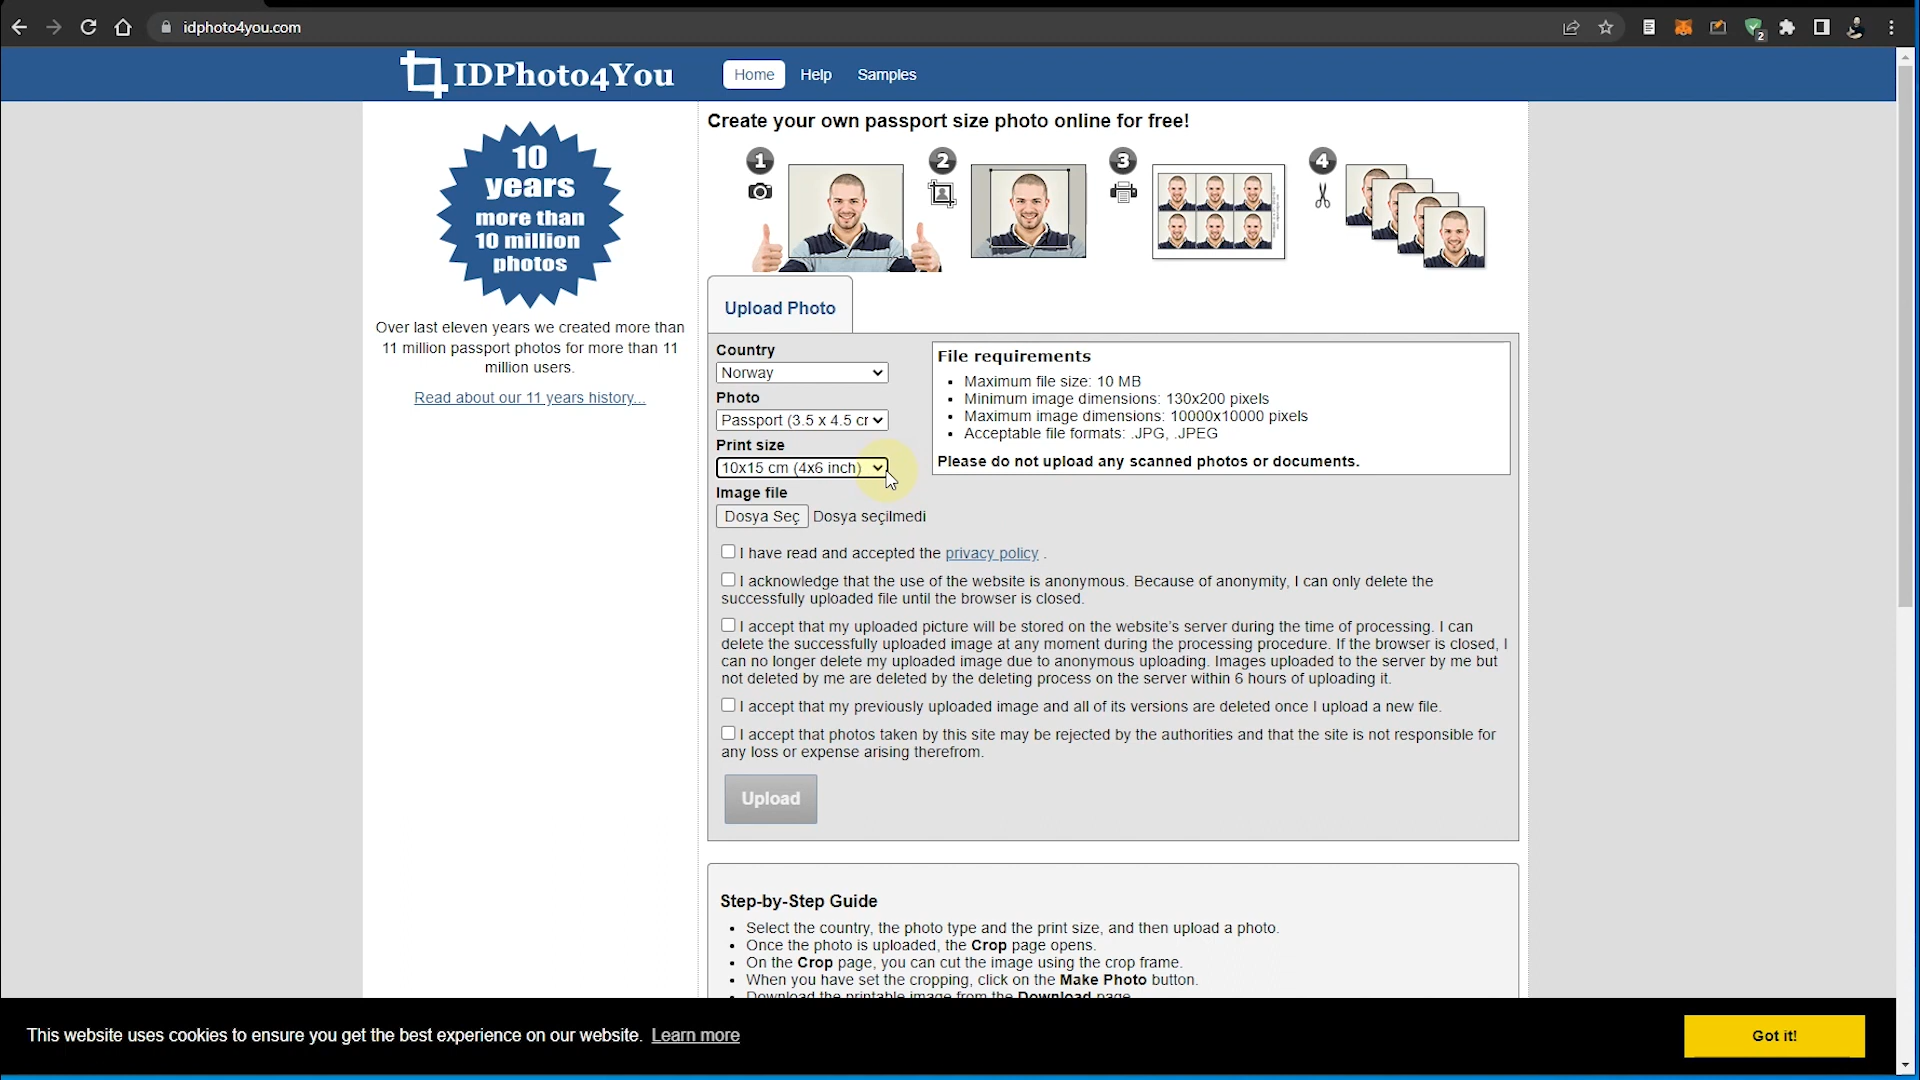 idphoto4you.com
2
IDPhoto4You
Home
Help
Samples
10
years
more than
10 million
photos
Over last eleven years we created more than
11 million passport photos for more than 11
million users.
Read about our 11 years history...
Create your own passport size photo online for free!
1
2
3
4
Upload Photo
Country
Norway
Photo
Passport (3.5 x 4.5 cr
Print size
10x15 cm (4x6 inch)
Image file
Dosya Seç Dosya seçilmedi
File requirements
• Maximum file size: 10 MB
• Minimum image dimensions: 130x200 pixels
• Maximum image dimensions: 10000x10000 pixels
• Acceptable file formats: .JPG, .JPEG
Please do not upload any scanned photos or documents.
I have read and accepted the privacy policy .
I acknowledge that the use of the website is anonymous. Because of anonymity, I can only delete the
successfully uploaded file until the browser is closed.
I accept that my uploaded picture will be stored on the website's server during the time of processing. I can
delete the successfully uploaded image at any moment during the processing procedure. If the browser is closed, I
can no longer delete my uploaded image due to anonymous uploading. Images uploaded to the server by me but
not deleted by me are deleted by the deleting process on the server within 6 hours of uploading it.
I accept that my previously uploaded image and all of its versions are deleted once I upload a new file.
I accept that photos taken by this site may be rejected by the authorities and that the site is not responsible for
any loss or expense arising therefrom.
Upload
Step-by-Step Guide
• Select the country, the photo type and the print size, and then upload a photo.
• Once the photo is uploaded, the Crop page opens.
• On the Crop page, you can cut the image using the crop frame.
• When you have set the cropping, click on the Make Photo button.
• Download the printable image from the Download page.
This website uses cookies to ensure you get the best experience on our website. Learn more
Got it!